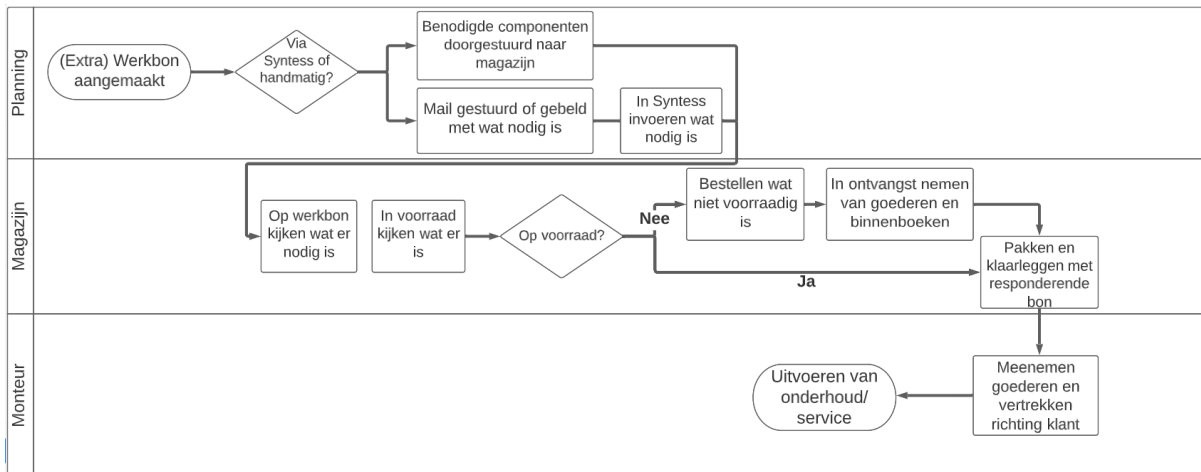 Planning
(Extra) Werkbon
aangemaakt
Via
Syntess of
handmatig?
Benodigde componenten
doorgestuurd naar
magazijn
Mail gestuurd of gebeld
met wat nodig is
In Syntess
invoeren wat
nodig is
Magazijn
Op werkbon
kijken wat er
nodig is
In voorraad
kijken wat er
is
Op voorraad?
Nee
Ja
Bestellen wat
niet voorraadig
is
In ontvangst nemen
van goederen en
binnenboeken
Pakken en
klaarleggen met
responderende
bon
Monteur
Meenemen
goederen en
vertrekken
richting klant
Uitvoeren van
onderhoud/
service